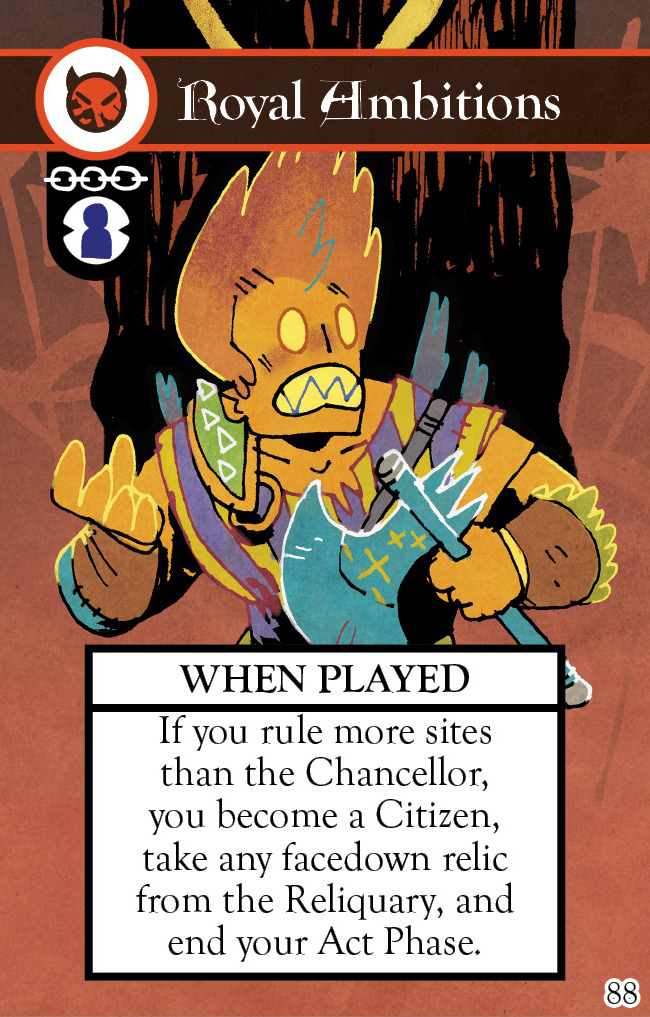 Royal Ambitions
WHEN PLAYED
If you rule more sites
than the Chancellor,
you become a Citizen,
take any facedown relic
from the Reliquary, and
end your Act Phase.
88